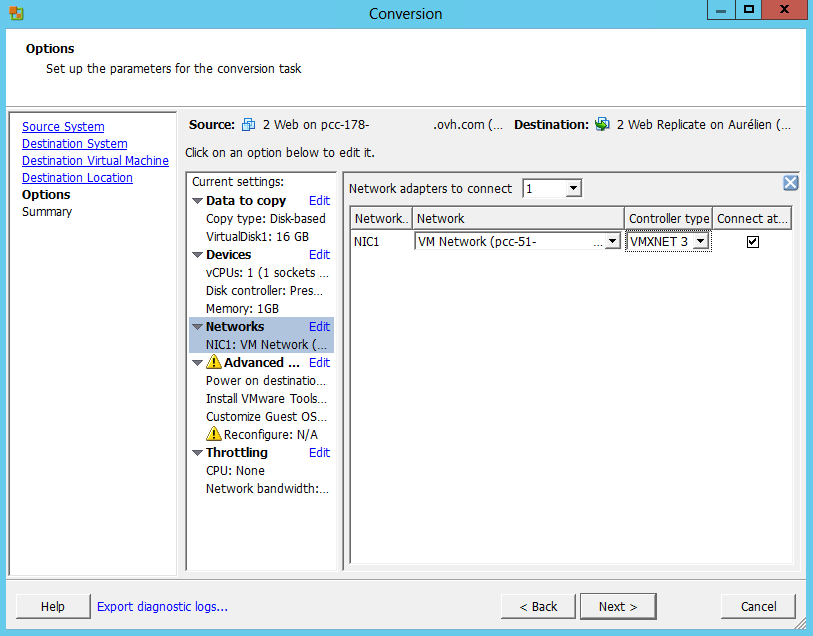 Conversion
Options
Set up the parameters for the conversion task
Source System
Destination System
Destination Virtual Machine
Destination Location
Options
Summary
Source: 2 Web on pcc-178- .ovh.com (... Destination: 2 Web Replicate on Aurélien (...
Click on an option below to edit it.
Current settings:
Data to copy Edit
Copy type: Disk-based
VirtualDisk1: 16 GB
Devices Edit
vCPUs: 1 (1 sockets ...
Disk controller: Pres...
Memory: 1GB
Networks Edit
NIC1: VM Network (...
Advanced ... Edit
Power on destinatio...
Install VMware Tools...
Customize Guest OS...
Reconfigure: N/A
Throttling Edit
CPU: None
Network bandwidth:...
Network adapters to connect 1
Network.. Network Controller type Connect at...
NIC1 VM Network (pcc-51- ... VMXNET 3
Help Export diagnostic logs... < Back Next > Cancel